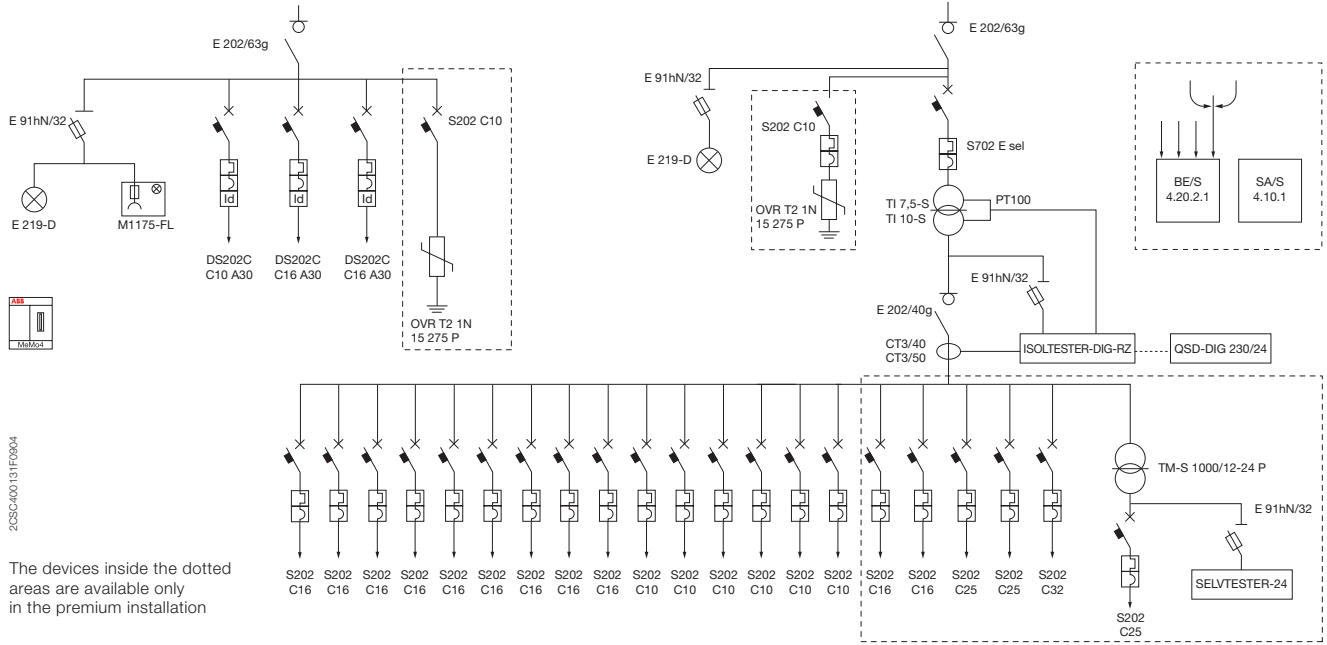 E 202/63g
E 91hN/32
E 219-D
M1175-FL
Id
Id
Id
DS202C
C10 A30
DS202C
C16 A30
DS202C
C16 A30
S202 C10
OVR T2 1N
15 275 P
ABB
MeMo4
E 202/63g
E 91hN/32
E 219-D
S202 C10
OVR T2 1N
15 275 P
S702 E sel
TI 7,5-S
TI 10-S
PT100
E 91hN/32
E 202/40g
CT3/40
CT3/50
ISOLTESTER-DIG-RZ
QSD-DIG 230/24
BE/S
4.20.2.1
SA/S
4.10.1
S202
C16
S202
C16
S202
C16
S202
C16
S202
C16
S202
C16
S202
C16
S202
C16
S202
C16
S202
C10
S202
C10
S202
C10
S202
C10
S202
C10
S202
C10
S202
C16
S202
C16
S202
C25
S202
C25
S202
C32
TM-S 1000/12-24 P
E 91hN/32
SELVTESTER-24
S202
C25
2CSC400131F0904
The devices inside the dotted
areas are available only
in the premium installation